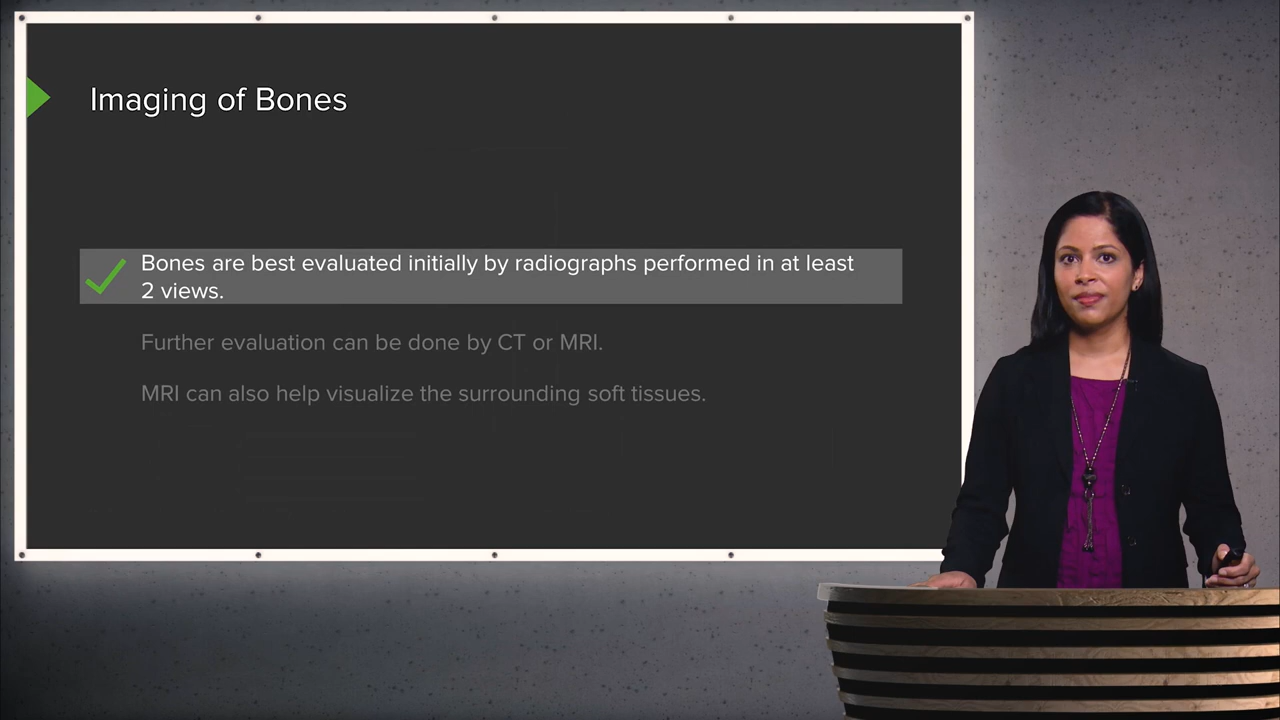 Imaging of Bones
Bones are best evaluated initially by radiographs performed in at least
2 views.
Further evaluation can be done by CT or MRI.
MRI can also help visualize the surrounding soft tissues.